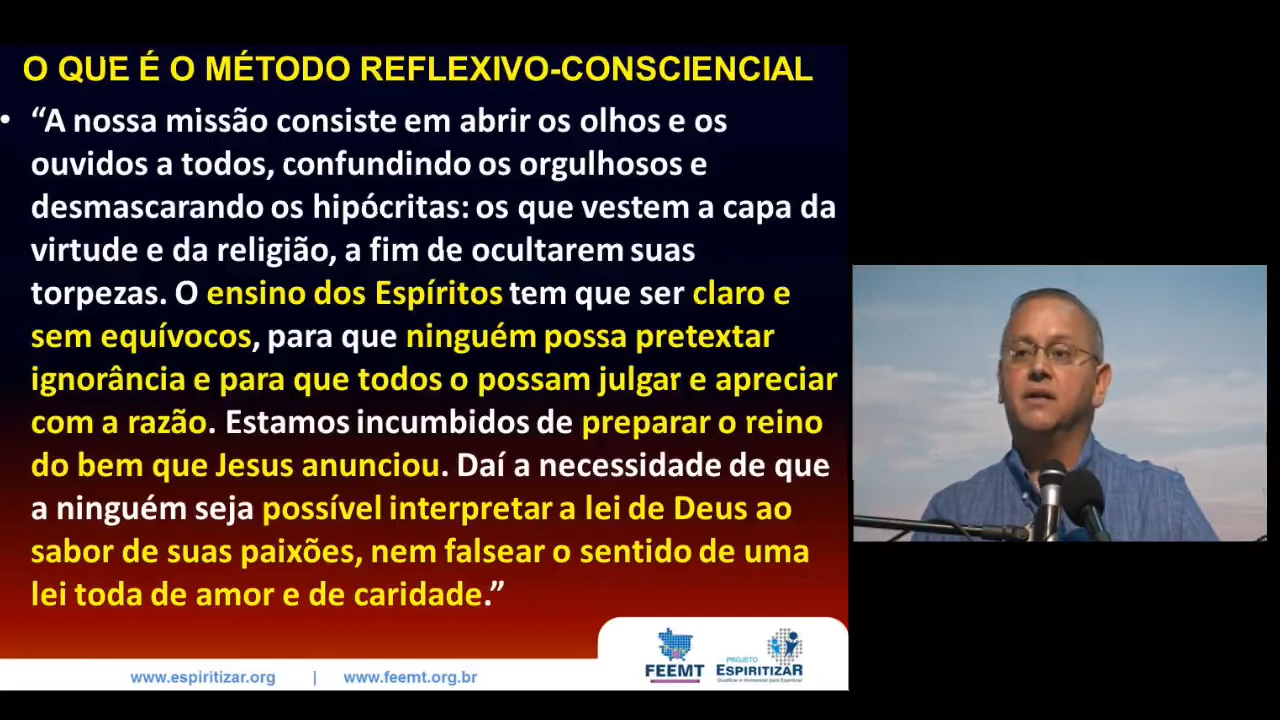 O QUE É O MÉTODO REFLEXIVO-CONSCIENCIAL
• “A nossa missão consiste em abrir os olhos e os
ouvidos a todos, confundindo os orgulhosos e
desmascarando os hipócritas: os que vestem a capa da
virtude e da religião, a fim de ocultarem suas
torpezas. O ensino dos Espíritos tem que ser claro e
sem equívocos, para que ninguém possa pretextar
ignorância e para que todos o possam julgar e apreciar
com a razão. Estamos incumbidos de preparar o reino
do bem que Jesus anunciou. Daí a necessidade de que
a ninguém seja possível interpretar a lei de Deus ao
sabor de suas paixões, nem falsear o sentido de uma
lei toda de amor e de caridade.”
FEEMT
PROJETO
ESPIRITIZAR
Qualificar e Humanizar para Espiritizar
www.espiritizar.org | www.feemt.org.br